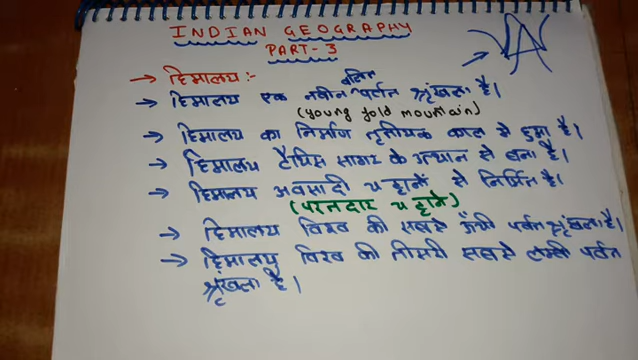 INDIAN GEOGRAPHY
PART-3
→ हिमालय :-
→ हिमालय एक नवीन वलित पर्वत श्रृंखला है।
(young fold mountain)
→ हिमालय का निर्माण तृतीयक काल मे हुआ है।
→ हिमालय टैथिस सागर के उत्थान से बना है।
→ हिमालय अवसादी चट्टानों से निर्मित है।
(परतदार चट्टाने)
→ हिमालय विश्व की सबसे ऊँची पर्वत श्रृंखला है।
→ हिमालय विश्व की तीसरी सबसे लम्बी पर्वत
श्रृंखला है।